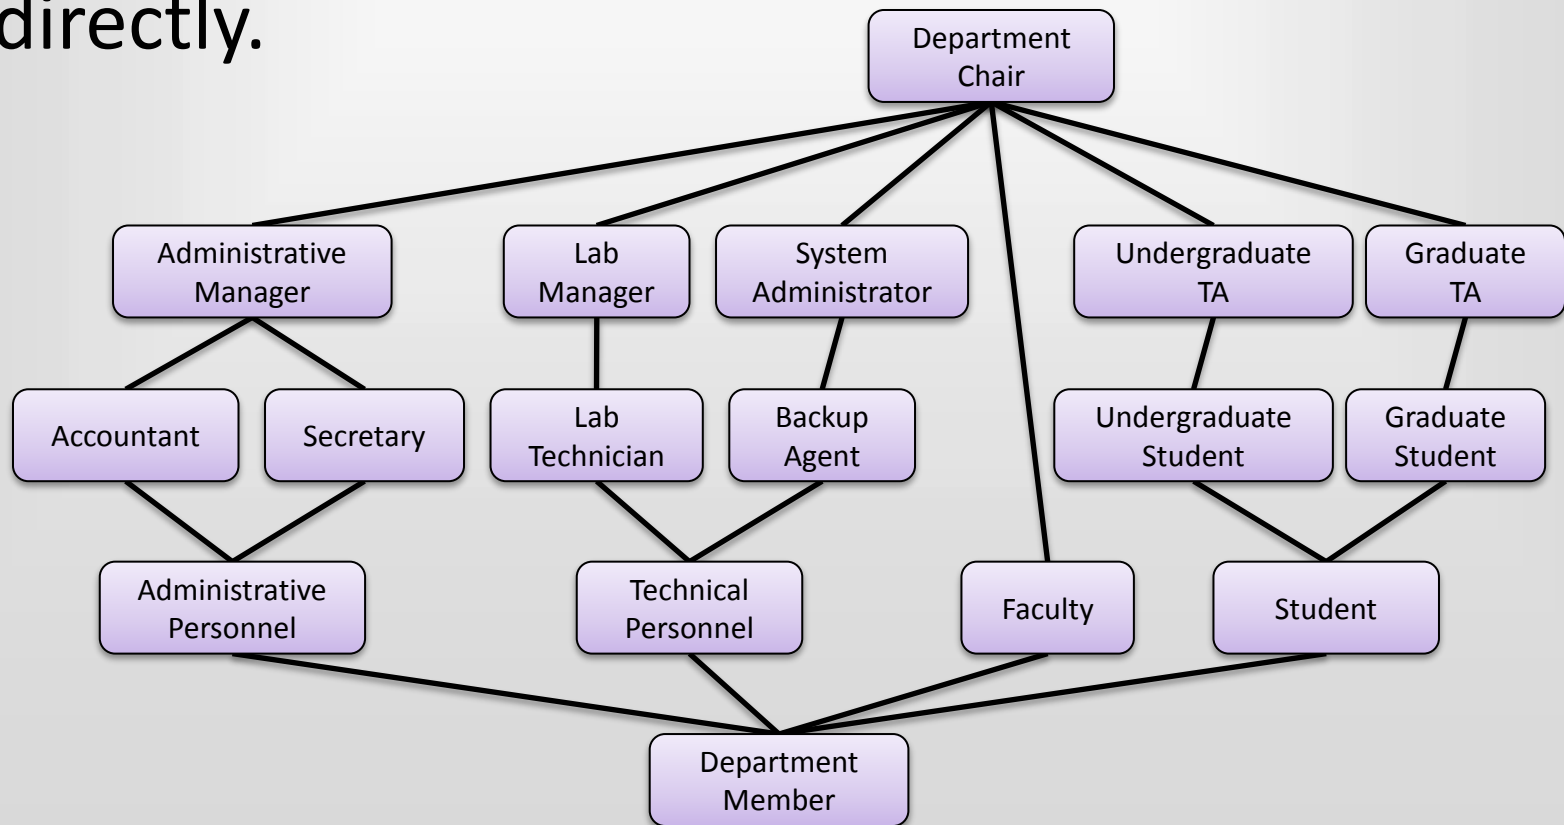 directly.
Department
Chair
Administrative
Manager
Lab
Manager
System
Administrator
Undergraduate
TA
Graduate
TA
Accountant
Secretary
Lab
Technician
Backup
Agent
Undergraduate
Student
Graduate
Student
Administrative
Personnel
Technical
Personnel
Faculty
Student
Department
Member